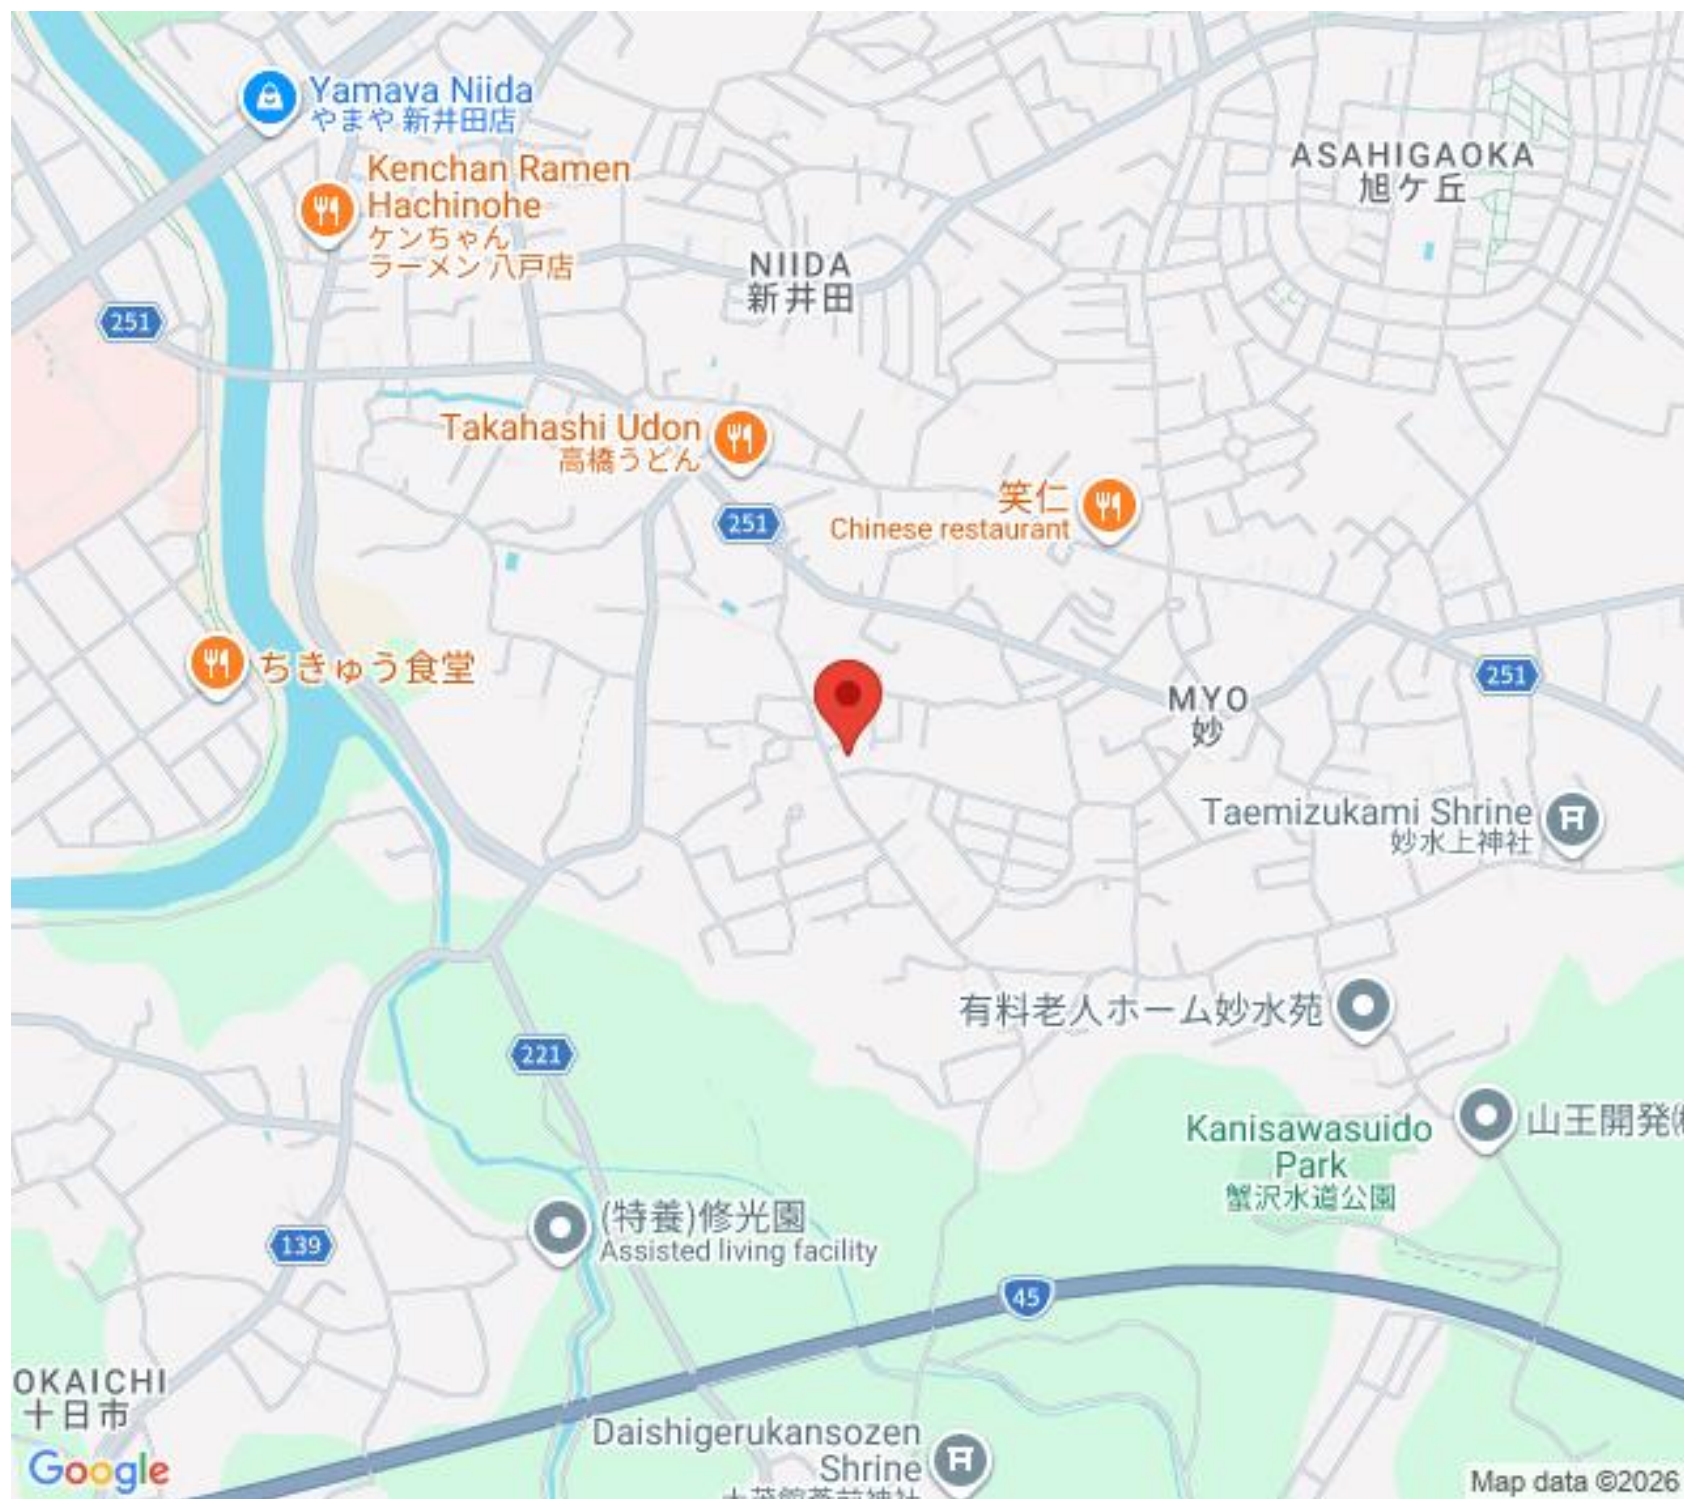 Yamava Niida
やまや 新井田店
Kenchan Ramen
Hachinohe
ケンちゃん
ラーメン 八戸店
ASAHIGAOKA
旭ケ丘
NIIDA
新井田
251
Takahashi Udon
高橋うどん
251
笑仁
Chinese restaurant
ちきゅう食堂
251
MYO
妙
Taemizukami Shrine
妙水上神社
有料老人ホーム妙水苑
221
Kanisawasuido
Park
蟹沢水道公園
山王開発㈱
(特養)修光園
Assisted living facility
139
45
OKAICHI
十日市
Daishigerukansozen
Shrine
Google
Map data ©2026